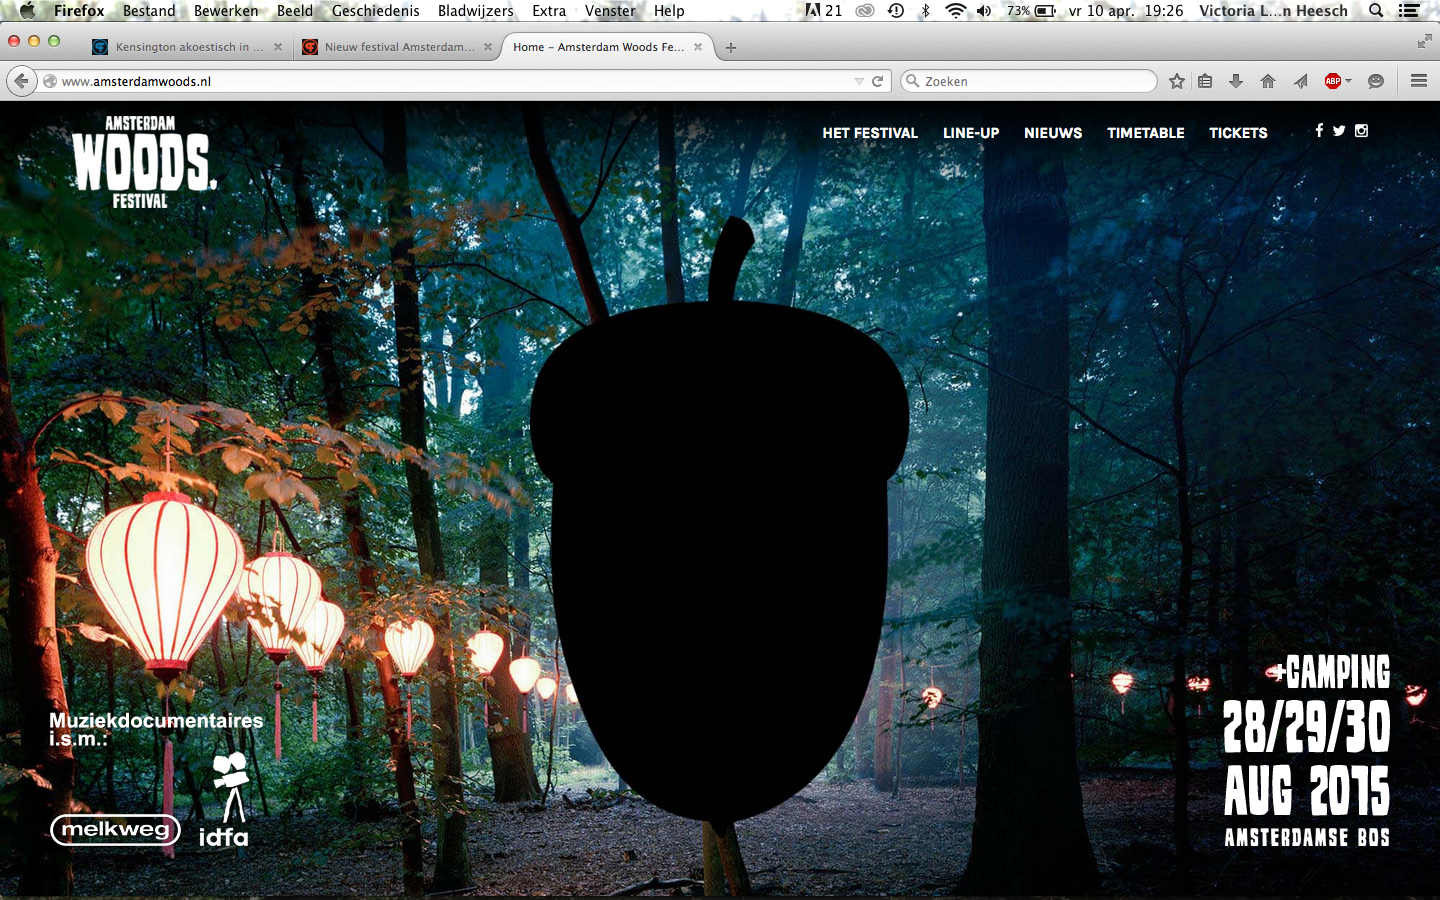 Firefox Bestand Bewerken Beeld Geschiedenis Bladwijzers Extra Venster Help 21 73% vr 10 apr. 19:26 Victoria L...n Heesch
Kensington akoestisch in ... Nieuw festival Amsterdam... Home – Amsterdam Woods Fe...
www.amsterdamwoods.nl Zoeken ABP
AMSTERDAM
WOODS.
FESTIVAL
HET FESTIVAL LINE-UP NIEUWS TIMETABLE TICKETS
Muziekdocumentaires
i.s.m.:
melkweg idfa
+CAMPING
28/29/30
AUG 2015
AMSTERDAMSE BOS